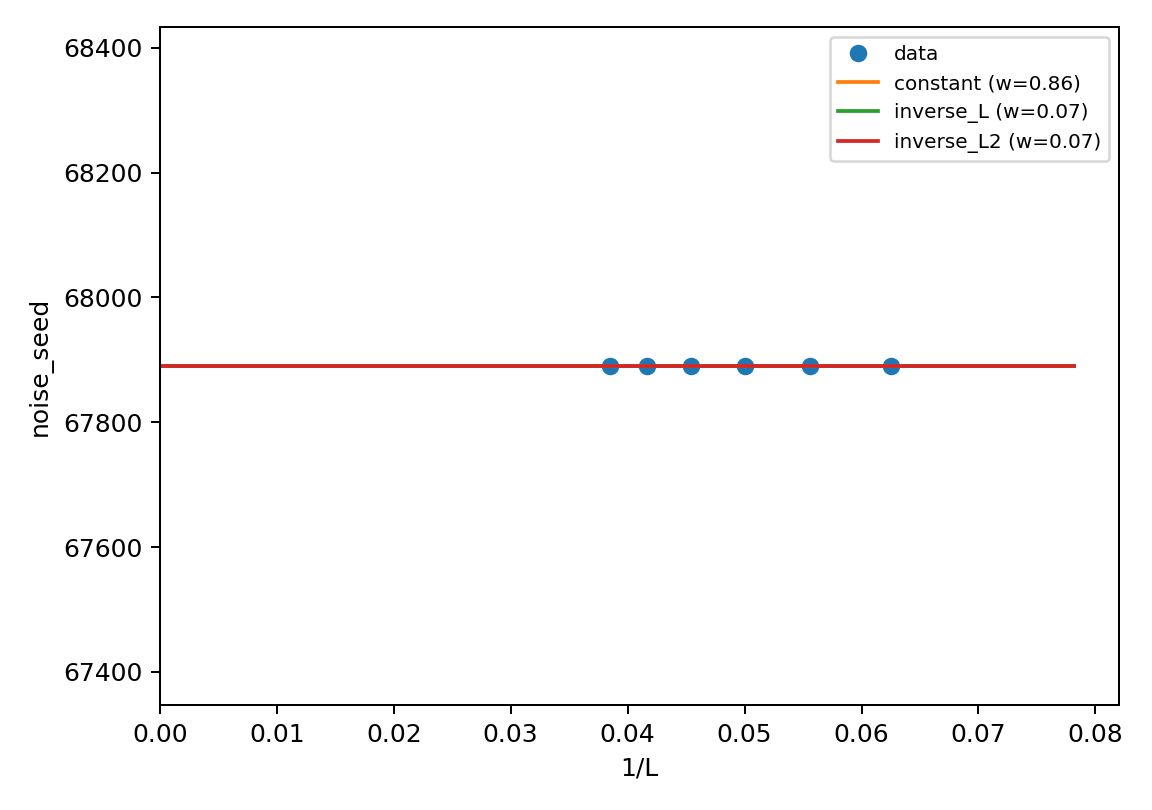 68400
68200
68000
67800
67600
67400
noise_seed
data
constant (w=0.86)
inverse_L (w=0.07)
inverse_L2 (w=0.07)
0.00 0.01 0.02 0.03 0.04 0.05 0.06 0.07 0.08
1/L